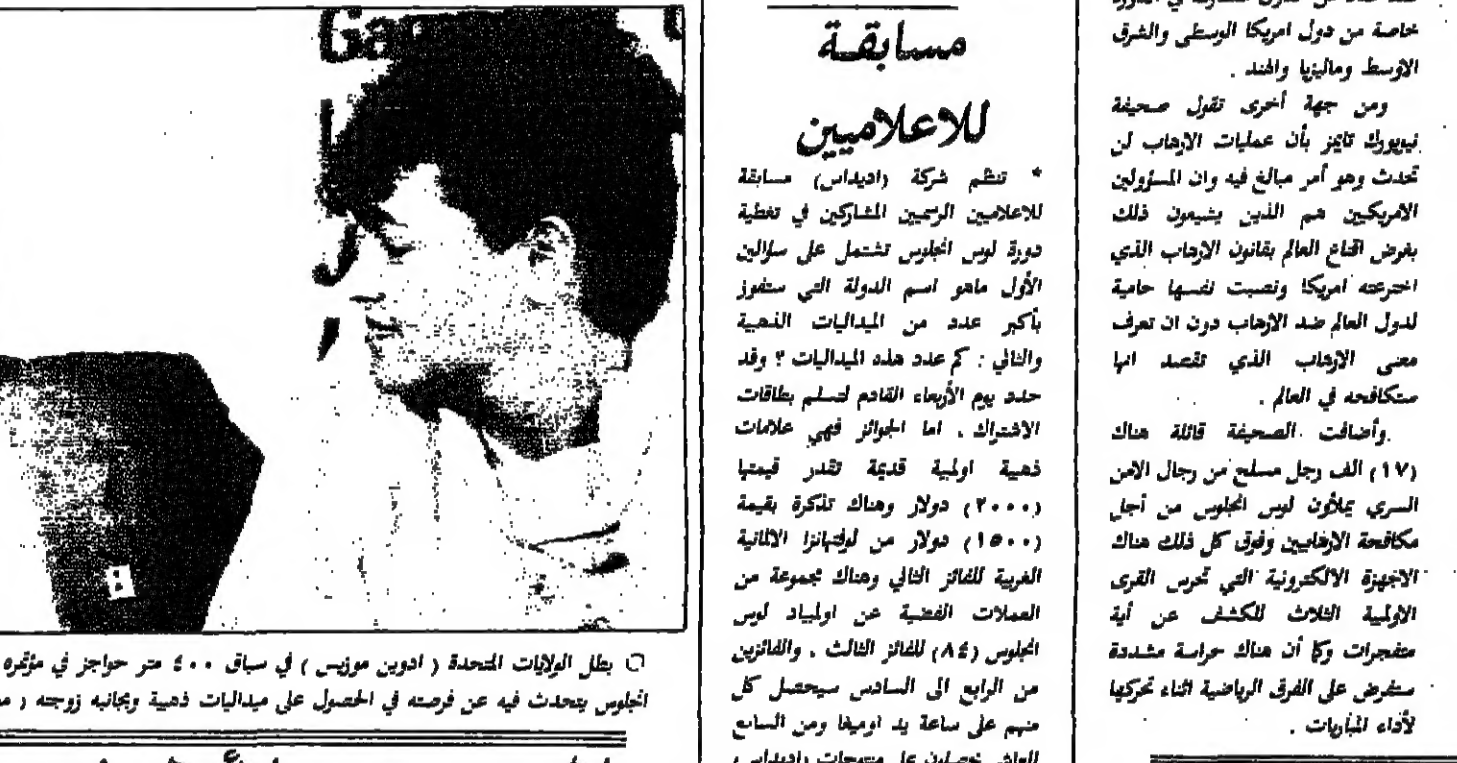 خاصة من دول امريكا الوسطى والشرق
الاوسط وماليزيا والهند .
ومن جهة أخرى تقول صحيفة
نيويورك تايمز بأن عمليات الارهاب لن
تحدث وهو أمر مبالغ فيه وان المسؤولين
الامريكيين هم الذين يشيعون ذلك
بغرض اقناع العالم بقانون الارهاب الذي
اخترعته امريكا ونصبت نفسها حامية
لدول العالم ضد الارهاب دون ان تعرف
معنى الارهاب الذي تقصد انها
ستكافحه في العالم .
وأضافت الصحيفة قائلة هناك
(١٧) الف رجل مسلح من رجال الامن
السري يملأون لوس انجلوس من أجل
مكافحة الارهابيين وفوق كل ذلك هناك
الاجهزة الالكترونية التي تحرس القرى
الاولمبية الثلاث للكشف عن أية
متفجرات وكما أن هناك حراسة مشددة
ستفرض على الفرق الرياضية اثناء تحركها
لأداء المباريات .
مسابقة
للاعلاميين
* تنظم شركة (اديداس) مسابقة
للاعلاميين الرسميين المشاركين في تغطية
دورة لوس انجلوس تشتمل على سؤالين
الأول ماهو اسم الدولة التي ستفوز
بأكبر عدد من الميداليات الذهبية
والثاني : كم عدد هذه الميداليات ؟ وقد
حدد يوم الأربعاء القادم لتسلم بطاقات
الاشتراك . اما الجوائز فهي علامات
ذهبية اولمبية قديمة تقدر قيمتها
(٢٠٠٠) دولار وهناك تذكرة بقيمة
(١٥٠٠) دولار من لوفتهانزا الالمانية
الغربية للفائز الثاني وهناك مجموعة من
العملات الفضية عن اولمبياد لوس
انجلوس (٨٤) للفائز الثالث . والفائزين
من الرابع الى السادس سيحتصل كل
منهم على ساعة يد اوميغا ومن السابع
للعاشر يحصلون على منتوجات (اديداس)
بطل الولايات المتحدة ( ادوين موزيس ) في سباق ٤٠٠ متر حواجز في مؤتمره
انجلوس يتحدث فيه عن فرصته في الحصول على ميداليات ذهبية وبجانبه زوجته (